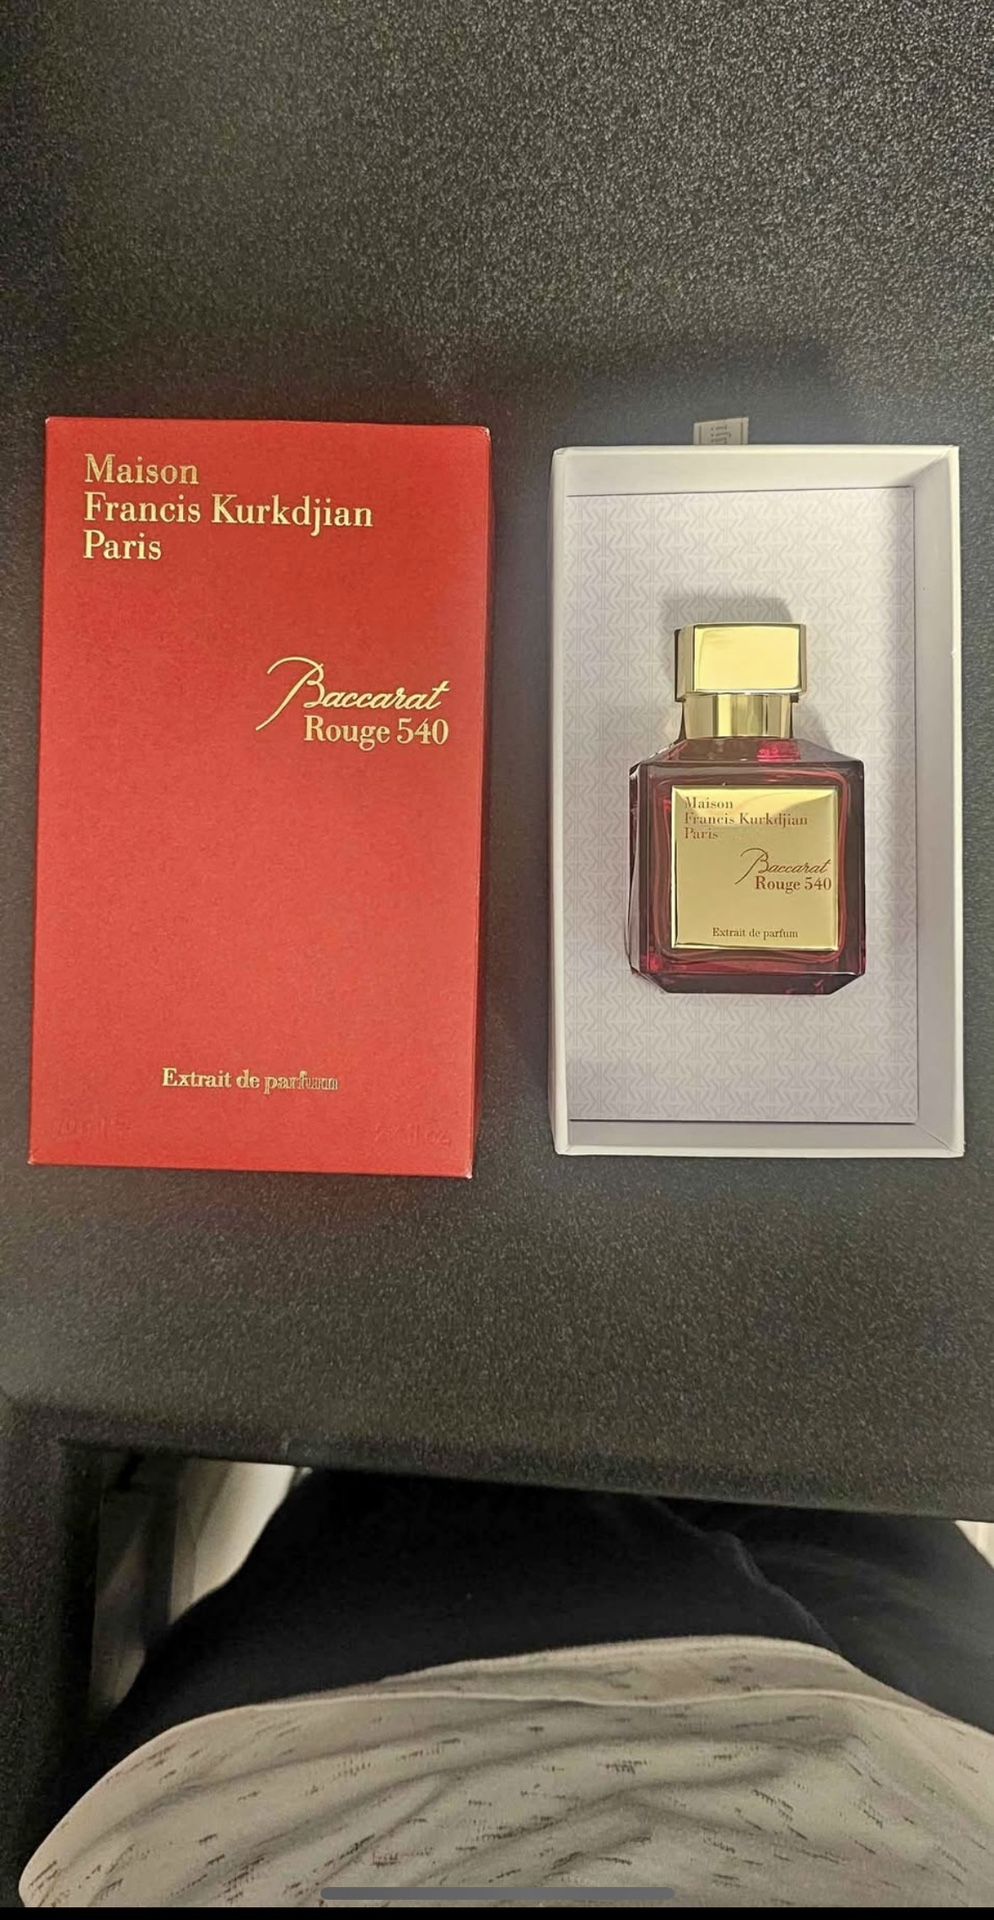 Maison
Francis Kurkdjian
Paris
Baccarat
Rouge 540
Extrait de parfum
Maison
Francis Kurkdjian
Paris
Baccarat
Rouge 540
Extrait de parfum